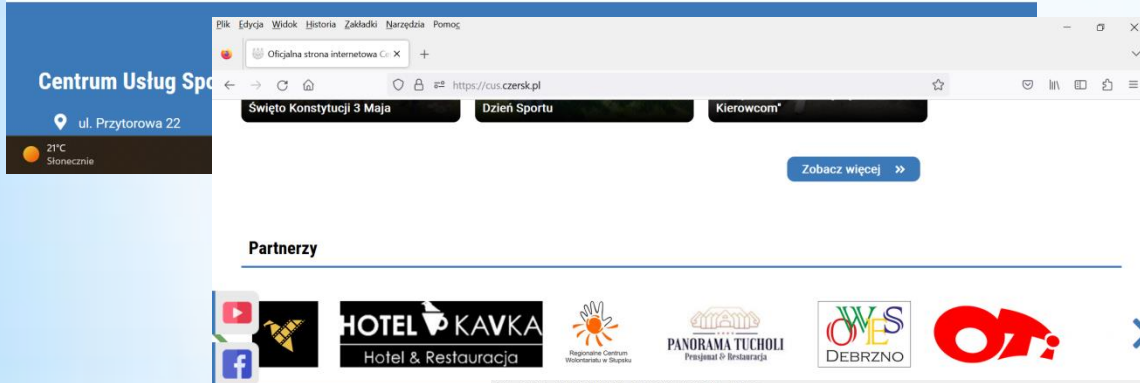 Plik Edycja Widok Historia Zakładki Narzędzia Pomoc
Oficjalna strona internetowa Ce
Centrum Usług Spo
https://cus.czersk.pl
Święto Konstytucji 3 Maja
Dzień Sportu
Kierowcom"
ul. Przytorowa 22
21°C
Słonecznie
Zobacz więcej
Partnerzy
HOTEL KAVKA
Hotel & Restauracja
Regionalne Centrum
Wolontariatu w Słupsku
PANORAMA TUCHOLI
Pensjonat & Restauracja
OWES
DEBRZNO